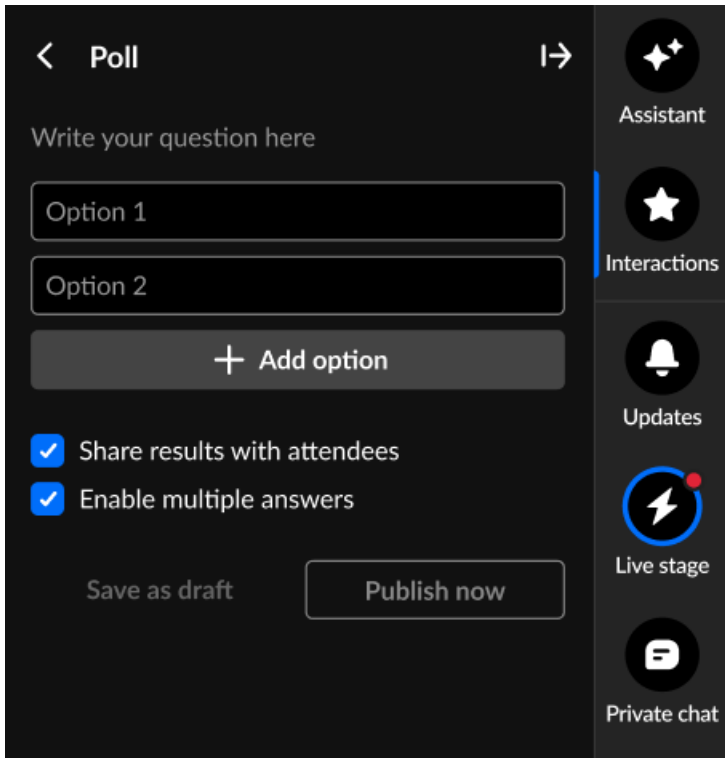 Poll
Write your question here
Option 1
Option 2
Add option
Share results with attendees
Enable multiple answers
Save as draft
Publish now
Assistant
Interactions
Updates
Live stage
Private chat